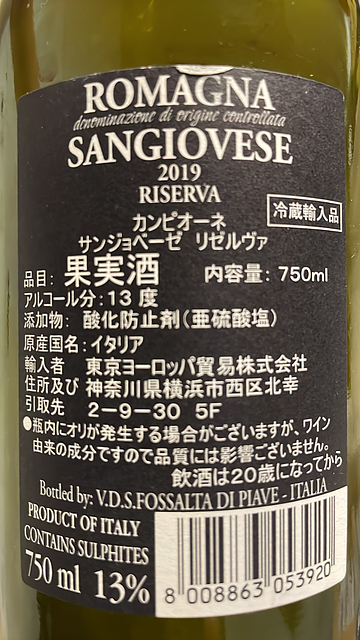 ROMAGNA
denominazione di origine controllata
SANGIOVESE
2019
RISERVA
冷蔵輸入品
カンピオーネ
サンジョベーゼ リゼルヴァ
品目: 果実酒 内容量: 750ml
アルコール分:13 度
添加物: 酸化防止剤(亜硫酸塩)
原産国名:イタリア
輸入者 東京ヨーロッパ貿易株式会社
住所及び 神奈川県横浜市西区北幸
引取先 2-9-30 5F
●瓶内にオリが発生する場合がございますが、ワイン
由来の成分ですので品質には影響ございません。
飲酒は20歳になってから
Bottled by: V.D.S.FOSSALTA DI PIAVE - ITALIA
PRODUCT OF ITALY
CONTAINS SULPHITES
750 ml 13%
8 008863 053920